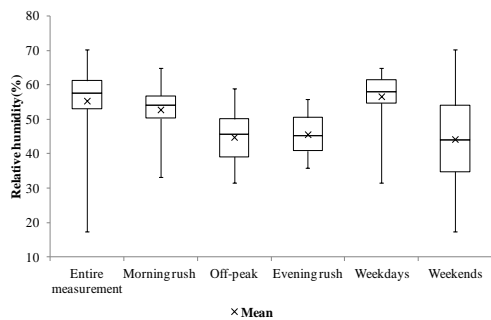 80
70
60
50
40
30
20
10
Relative humidity(%)
Entire measurement
Morning rush
Off-peak
Evening rush
Weekdays
Weekends
× Mean